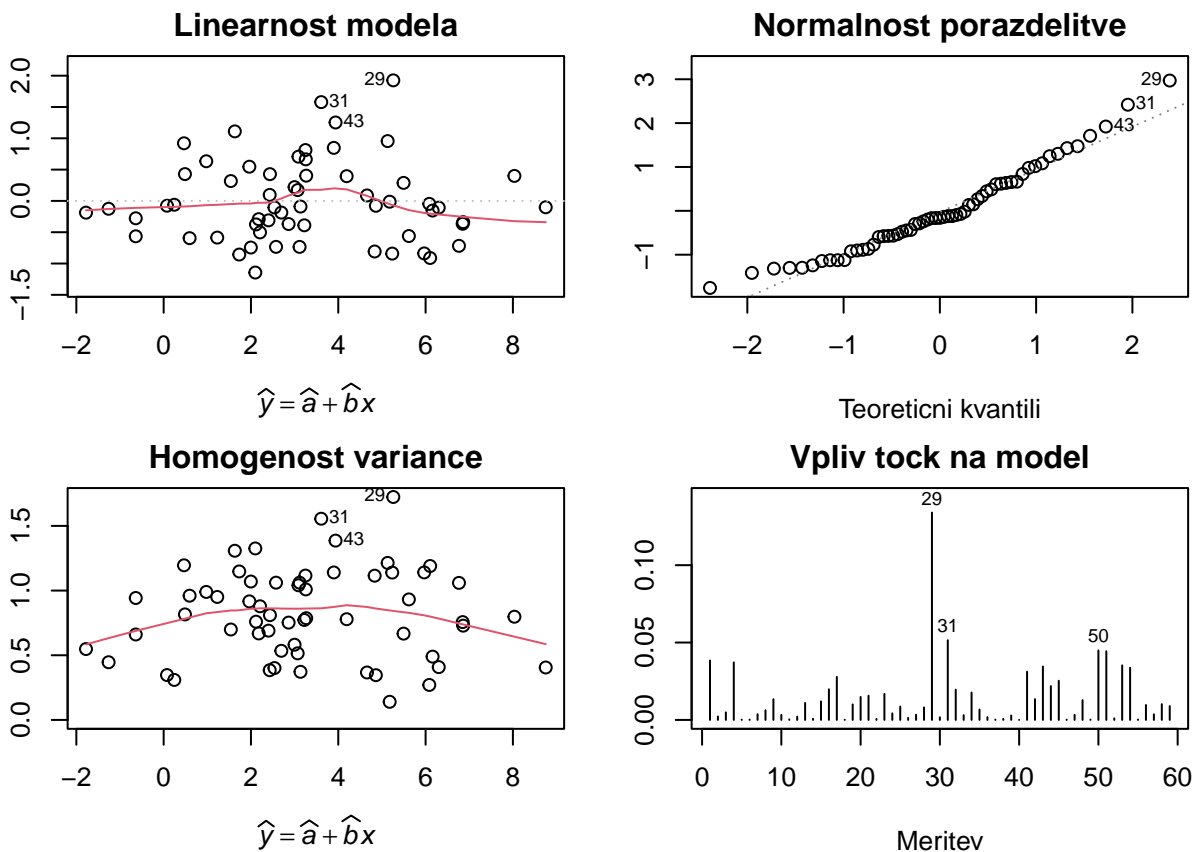 Linearnost modela
2.0
1.0
0.0
−1.5
29
31
43
−2 0 2 4 6 8
ŷ = â + b̂x
Normalnost porazdelitve
3
2
1
−1
29
31
43
−2 −1 0 1 2
Teoreticni kvantili
Homogenost variance
1.5
1.0
0.5
0.0
29
31
43
−2 0 2 4 6 8
ŷ = â + b̂x
Vpliv tock na model
0.10
0.05
0.00
29
31
50
0 10 20 30 40 50 60
Meritev